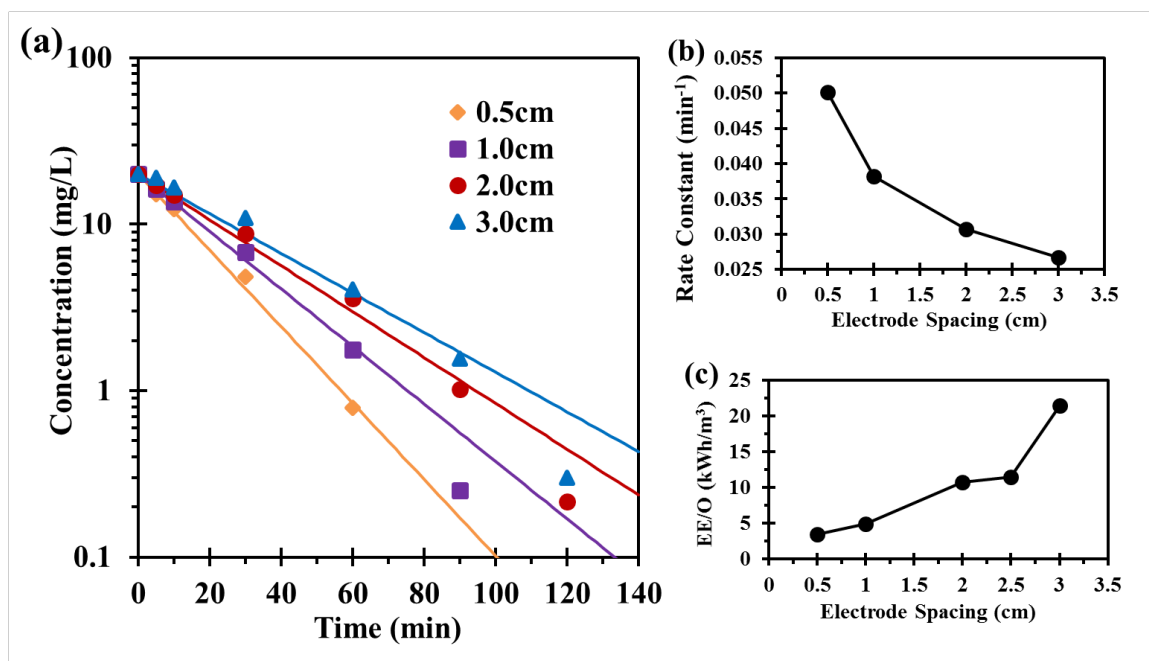 (a)
100
10
1
0.1
Concentration (mg/L)
0.5cm
1.0cm
2.0cm
3.0cm
0 20 40 60 80 100 120 140
Time (min)
(b)
0.055
0.050
0.045
0.040
0.035
0.030
0.025
Rate Constant (min⁻¹)
0 0.5 1 1.5 2 2.5 3 3.5
Electrode Spacing (cm)
(c)
25
20
15
10
5
0
EE/O (kWh/m³)
0 0.5 1 1.5 2 2.5 3 3.5
Electrode Spacing (cm)